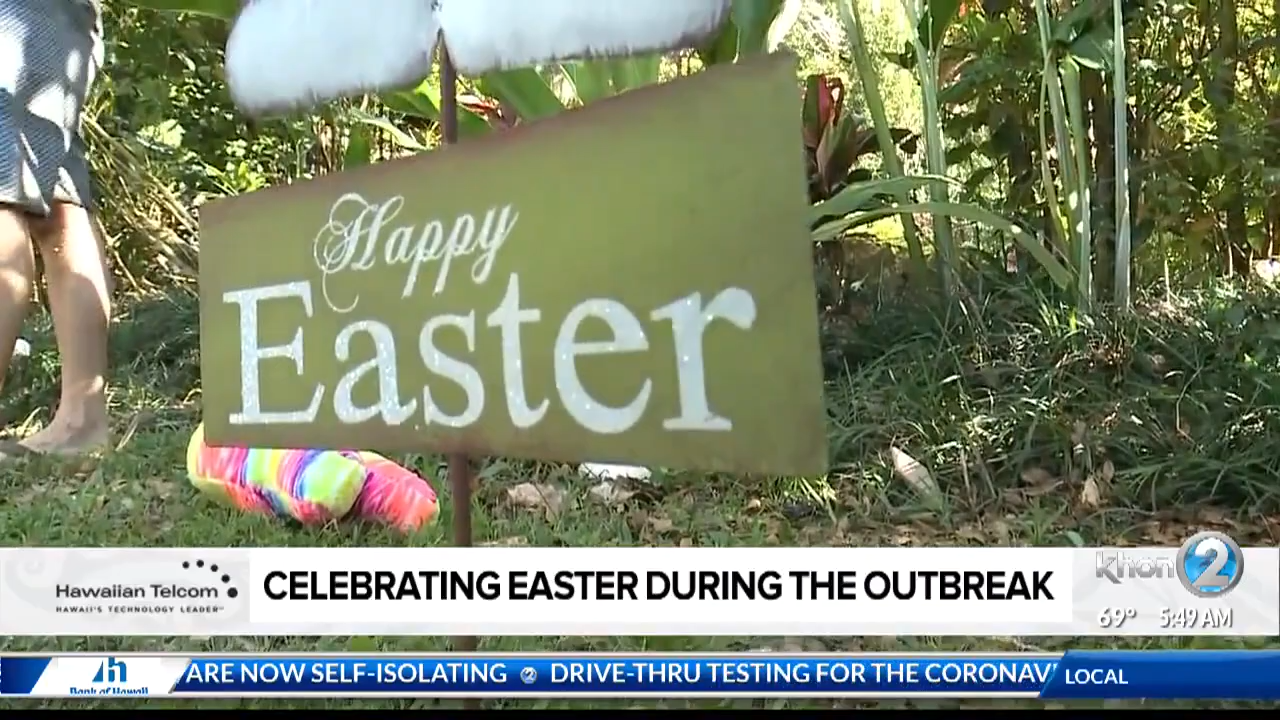 Happy
Easter
Hawaiian Telcom
HAWAII'S TECHNOLOGY LEADER
CELEBRATING EASTER DURING THE OUTBREAK
khon 2
69° 5:49 AM
Bank of Hawaii
ARE NOW SELF-ISOLATING 2 DRIVE-THRU TESTING FOR THE CORONAV
LOCAL